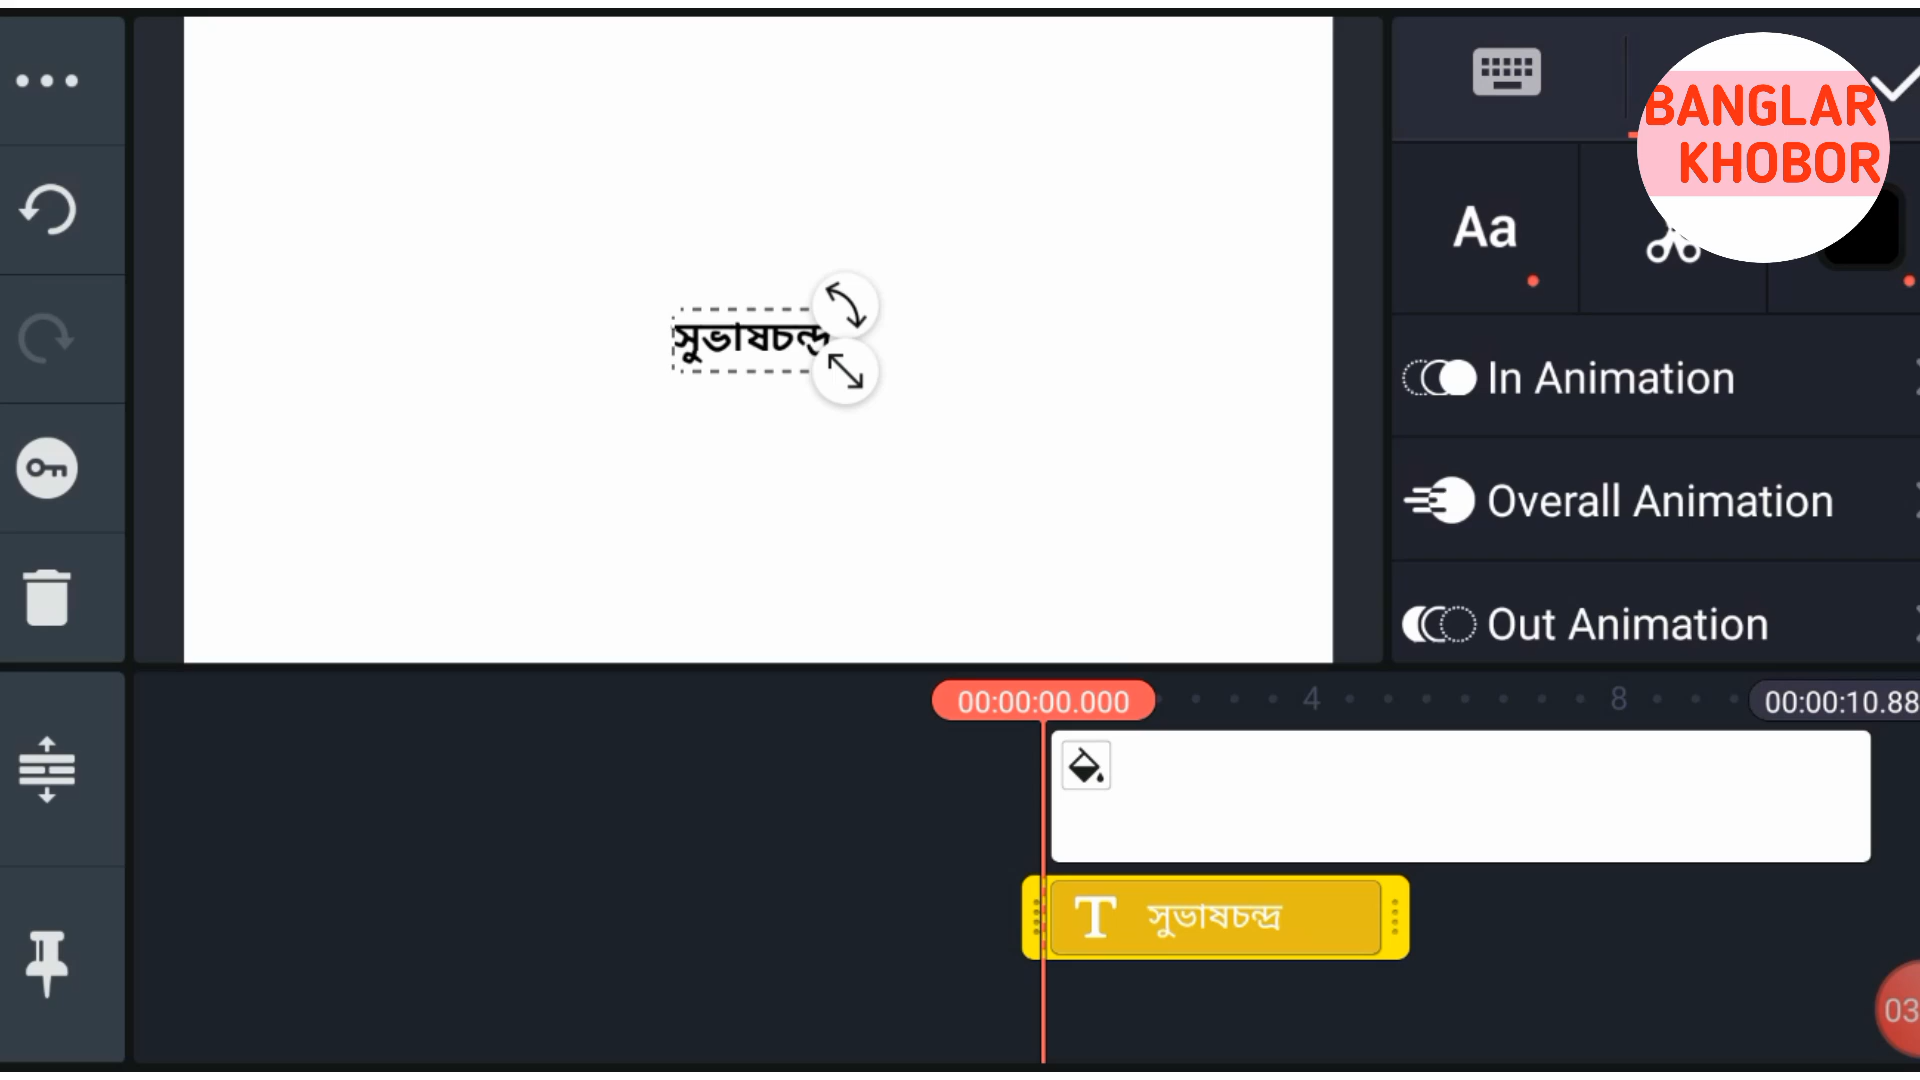 BANGLAR
KHOBOR
Aa
সুভাষচন্দ্র
In Animation
Overall Animation
Out Animation
00:00:00.000
4
8
00:00:10.88
T সুভাষচন্দ্র
03